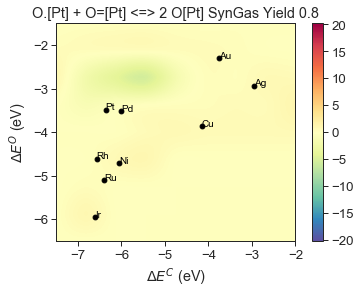 O.[Pt] + O=[Pt] <=> 2 O[Pt] SynGas Yield 0.8
ΔE^O (eV)
−2
−3
−4
−5
−6
Au
Ag
Pt
Pd
Cu
Rh
Ni
Ru
Ir
−7
−6
−5
−4
−3
−2
ΔE^C (eV)
20
15
10
5
0
−5
−10
−15
−20